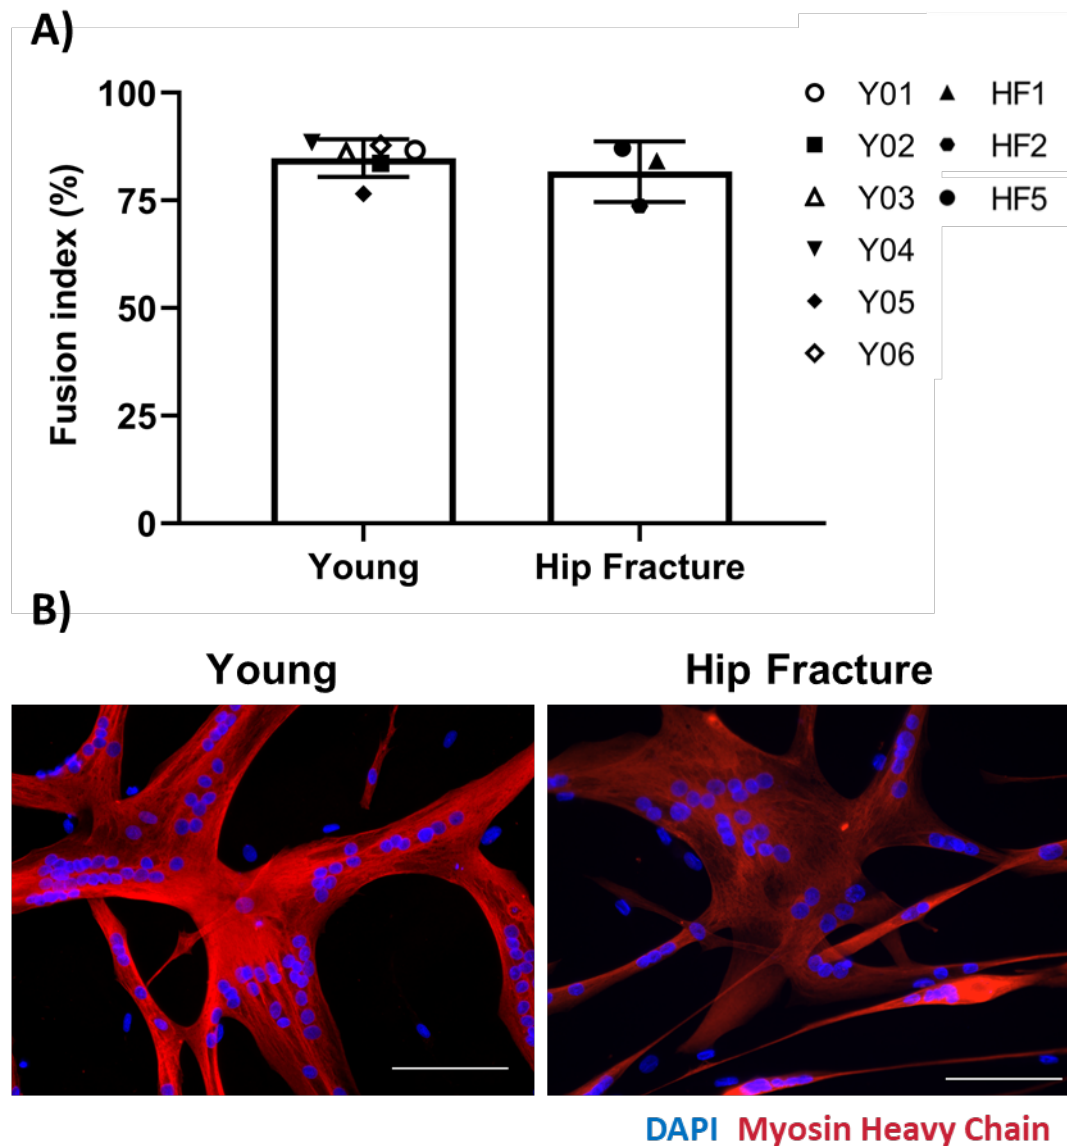 A)
Fusion index (%)
100
75
50
25
0
Young
Hip Fracture
Y01
Y02
Y03
Y04
Y05
Y06
HF1
HF2
HF5
B)
Young
Hip Fracture
DAPI Myosin Heavy Chain